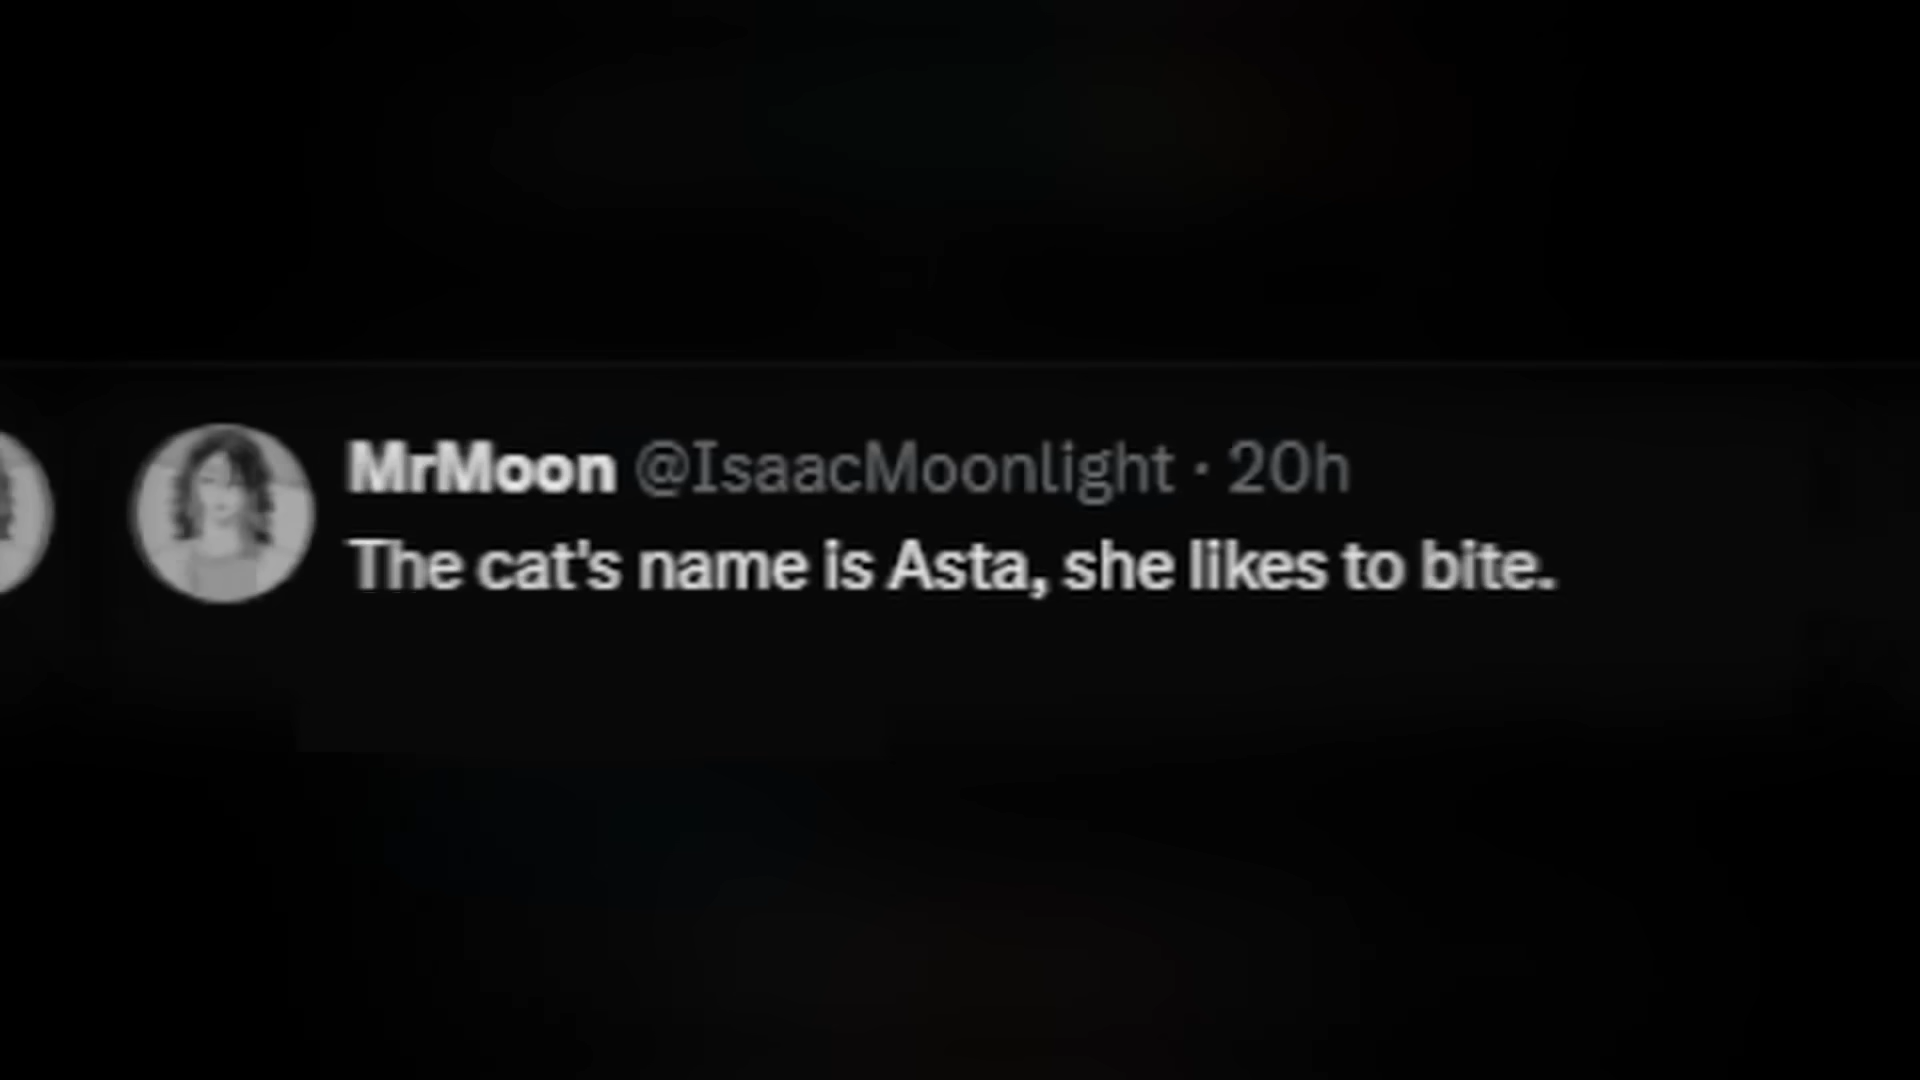 MrMoon @IsaacMoonlight · 20h
The cat's name is Asta, she likes to bite.